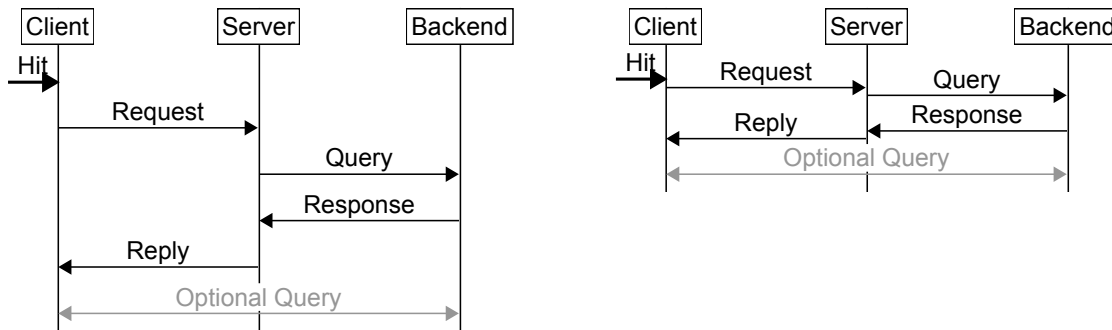 Client Server Backend
Hit
Request
Query
Response
Reply
Optional Query
Client Server Backend
Hit
Request
Query
Response
Reply
Optional Query